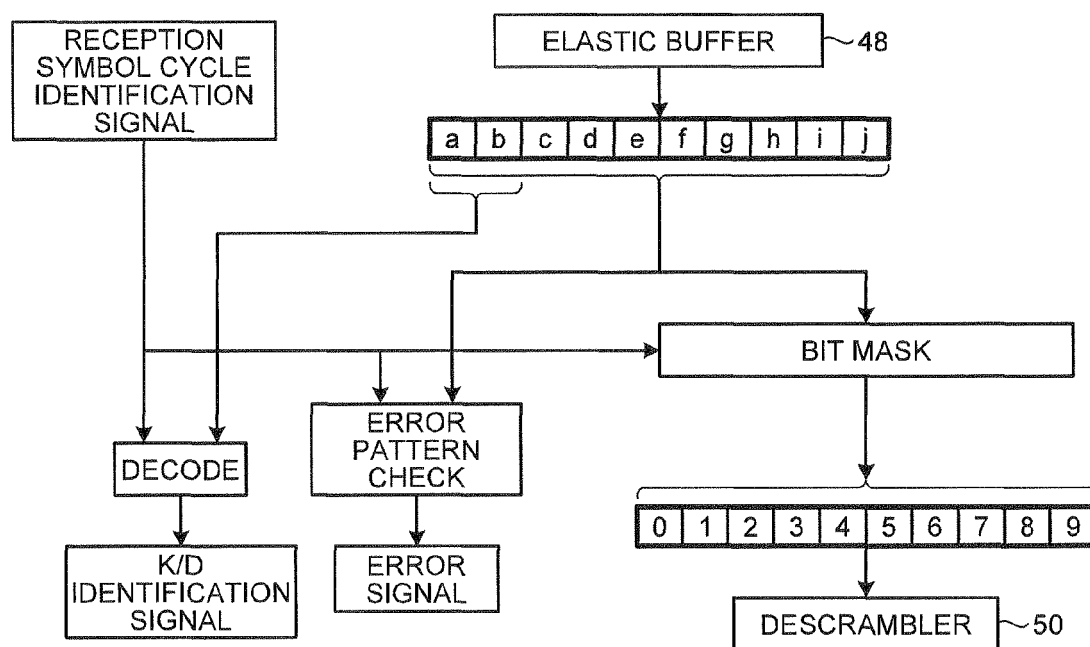 RECEPTION
SYMBOL CYCLE
IDENTIFICATION
SIGNAL
ELASTIC BUFFER
48
a b c d e f g h i j
BIT MASK
ERROR
PATTERN
CHECK
DECODE
0 1 2 3 4 5 6 7 8 9
K/D
IDENTIFICATION
SIGNAL
ERROR
SIGNAL
DESCRAMBLER
50